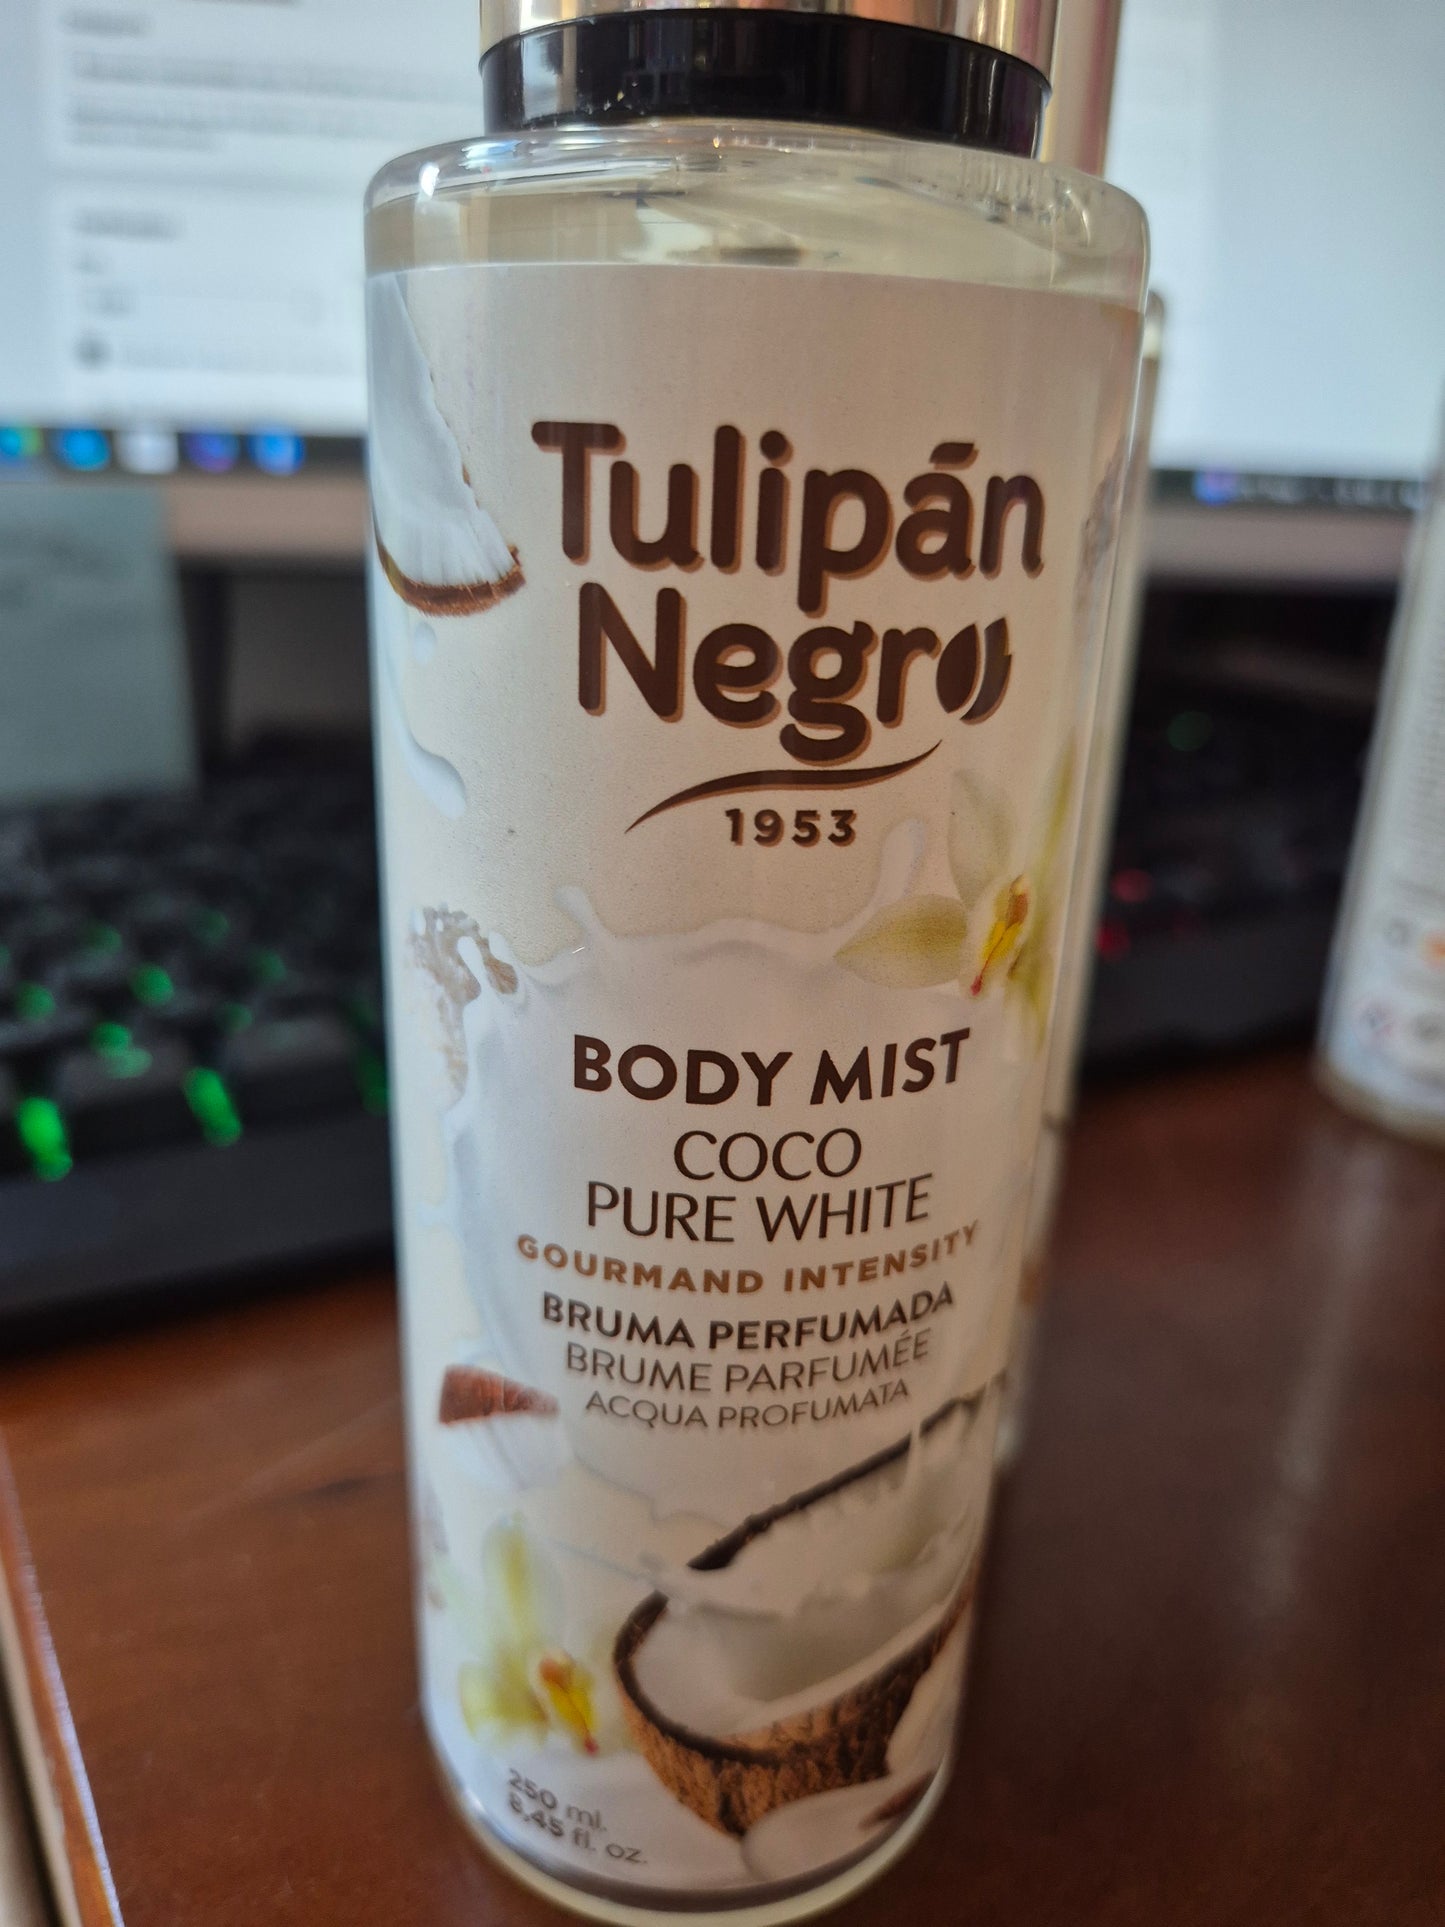 Tulipán
Negro
1953
BODY MIST
COCO
PURE WHITE
GOURMAND INTENSITY
BRUMA PERFUMADA
BRUME PARFUMÉE
ACQUA PROFUMATA
250 ml.
8,45 fl. oz.